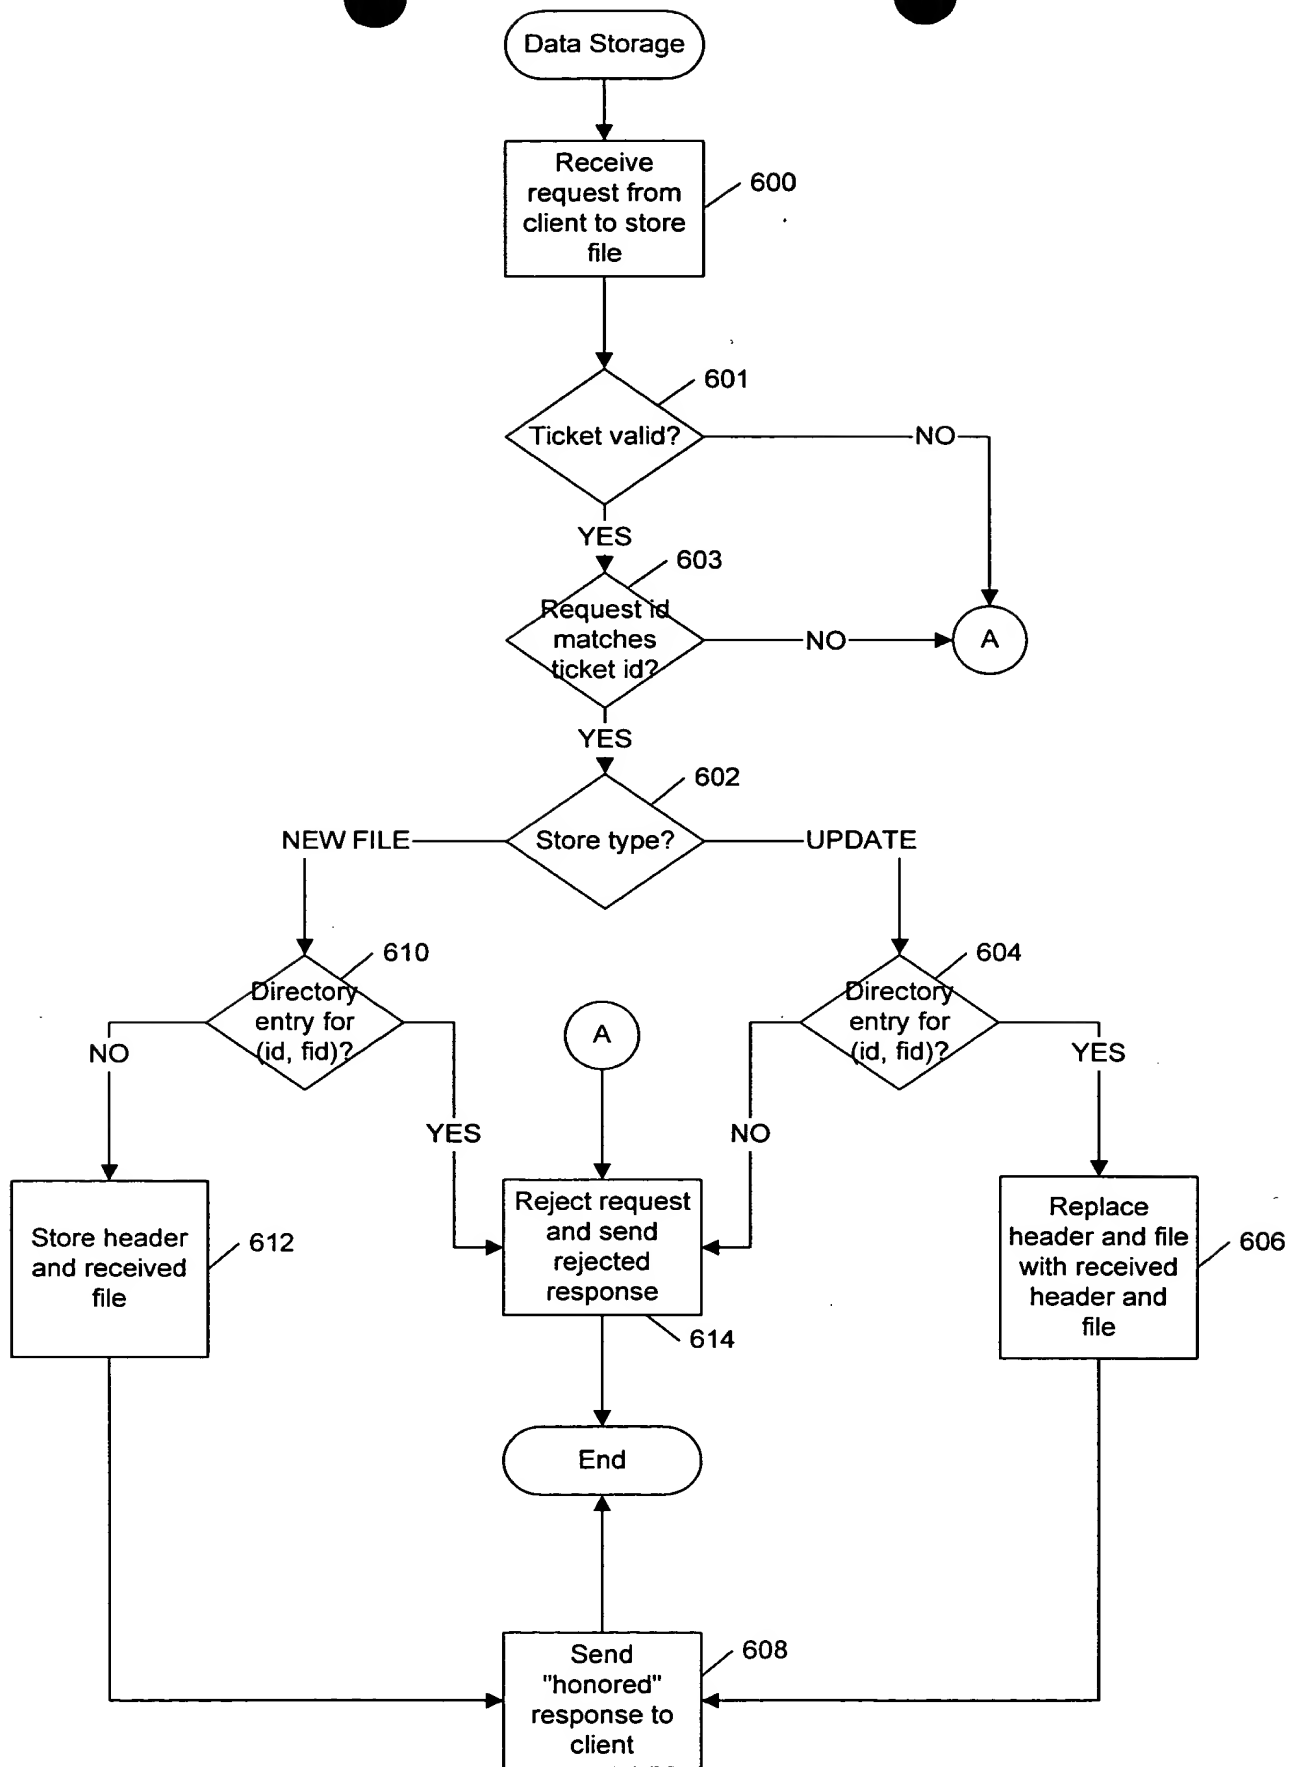 Data Storage
Receive
request from
client to store
file
600
601
Ticket valid?
NO
YES
603
Request id
matches
ticket id?
NO
A
YES
602
Store type?
NEW FILE
UPDATE
610
Directory
entry for
(id, fid)?
NO
YES
A
604
Directory
entry for
(id, fid)?
NO
YES
Store header
and received
file
612
Reject request
and send
rejected
response
614
Replace
header and file
with received
header and
file
606
End
Send
"honored"
response to
client
608